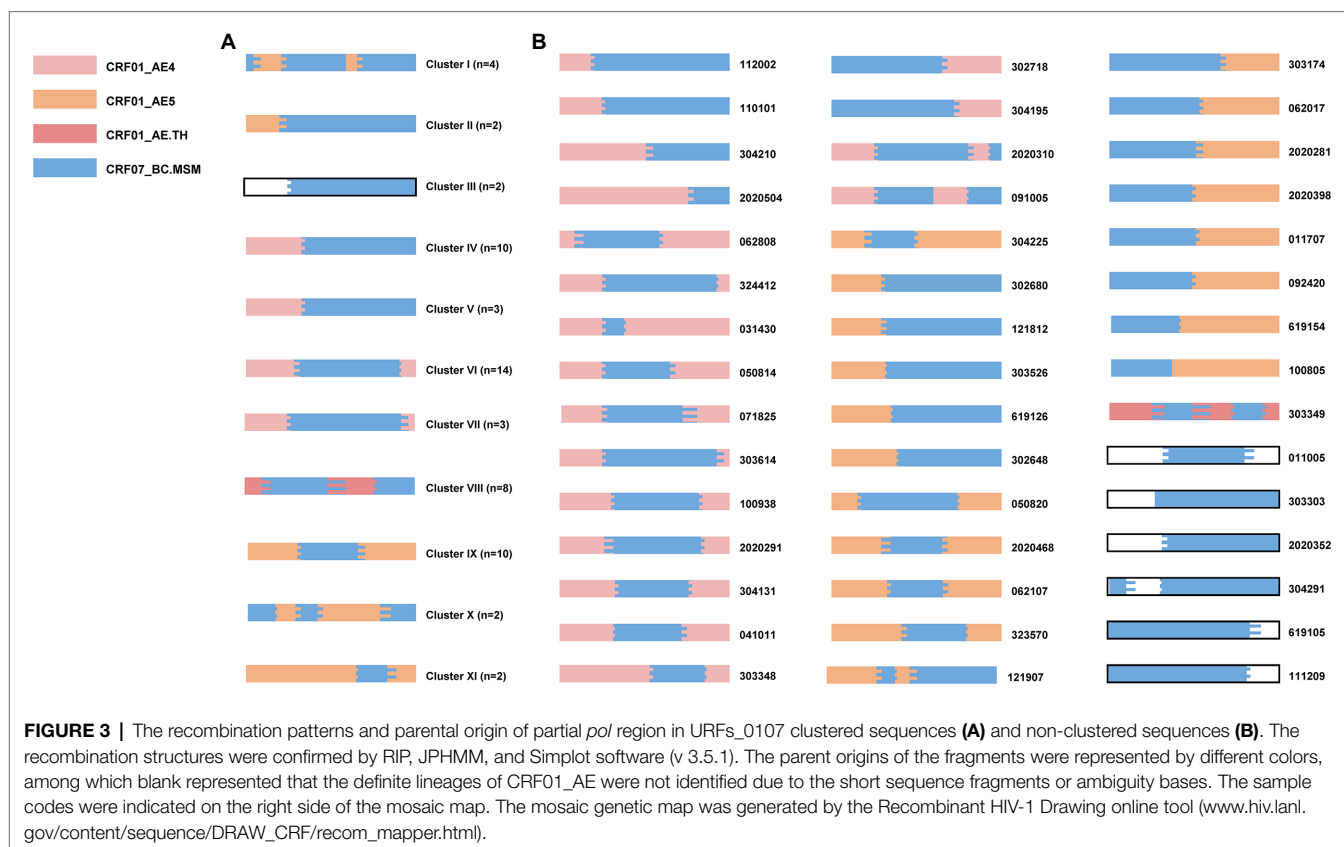 A
B
CRF01_AE4
CRF01_AE5
CRF01_AE.TH
CRF07_BC.MSM
Cluster I (n=4)
Cluster II (n=2)
Cluster III (n=2)
Cluster IV (n=10)
Cluster V (n=3)
Cluster VI (n=14)
Cluster VII (n=3)
Cluster VIII (n=8)
Cluster IX (n=10)
Cluster X (n=2)
Cluster XI (n=2)
112002
110101
304210
2020504
062808
324412
031430
050814
071825
303614
100938
2020291
304131
041011
303348
302718
304195
2020310
091005
304225
302680
121812
303526
619126
302648
050820
2020468
062107
323570
121907
303174
062017
2020281
2020398
011707
092420
619154
100805
303349
011005
303303
2020352
304291
619105
111209
FIGURE 3 | The recombination patterns and parental origin of partial pol region in URFs_0107 clustered sequences (A) and non-clustered sequences (B). The
recombination structures were confirmed by RIP, JPHMM, and Simplot software (v 3.5.1). The parent origins of the fragments were represented by different colors,
among which blank represented that the definite lineages of CRF01_AE were not identified due to the short sequence fragments or ambiguity bases. The sample
codes were indicated on the right side of the mosaic map. The mosaic genetic map was generated by the Recombinant HIV-1 Drawing online tool (www.hiv.lanl.
gov/content/sequence/DRAW_CRF/recom_mapper.html).